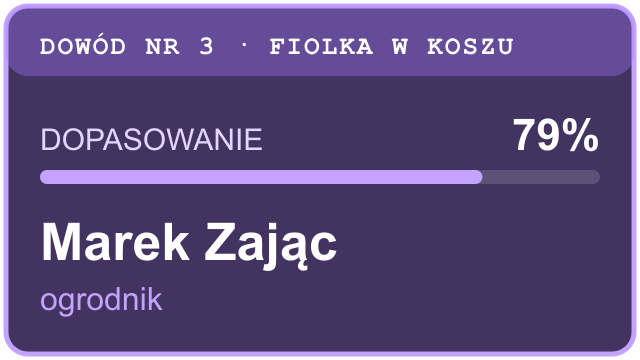 DOWÓD NR 3 · FIOLKA W KOSZU
DOPASOWANIE 79%
Marek Zając
ogrodnik